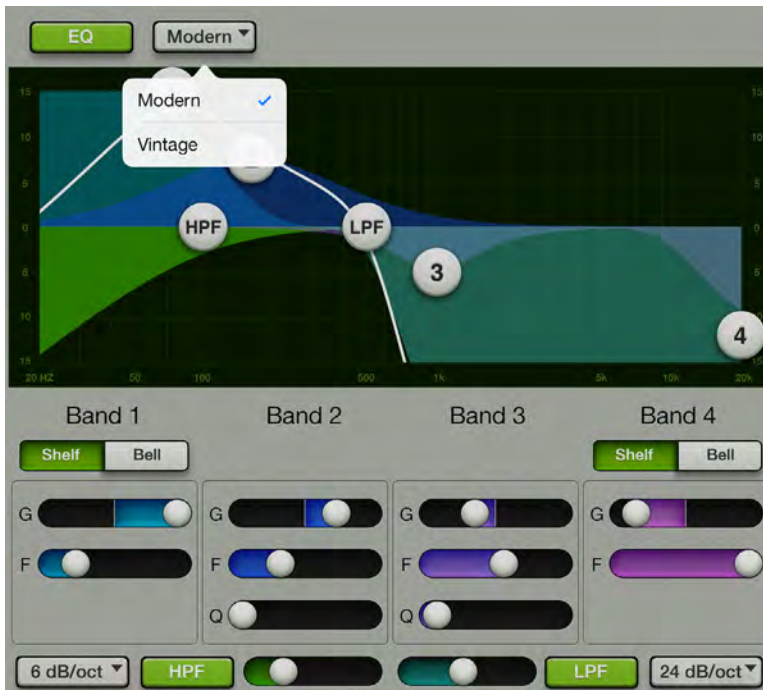 EQ Modern
Modern
Vintage
15 15
10 10
5 5
HPF LPF
0 0
3
5 5
10 10
4
15 15
20 HZ 50 100 500 1k 5k 10k 20k
Band 1 Band 2 Band 3 Band 4
Shelf Bell Shelf Bell
G G G G
F F F F
Q Q
6 dB/oct HPF LPF 24 dB/oct